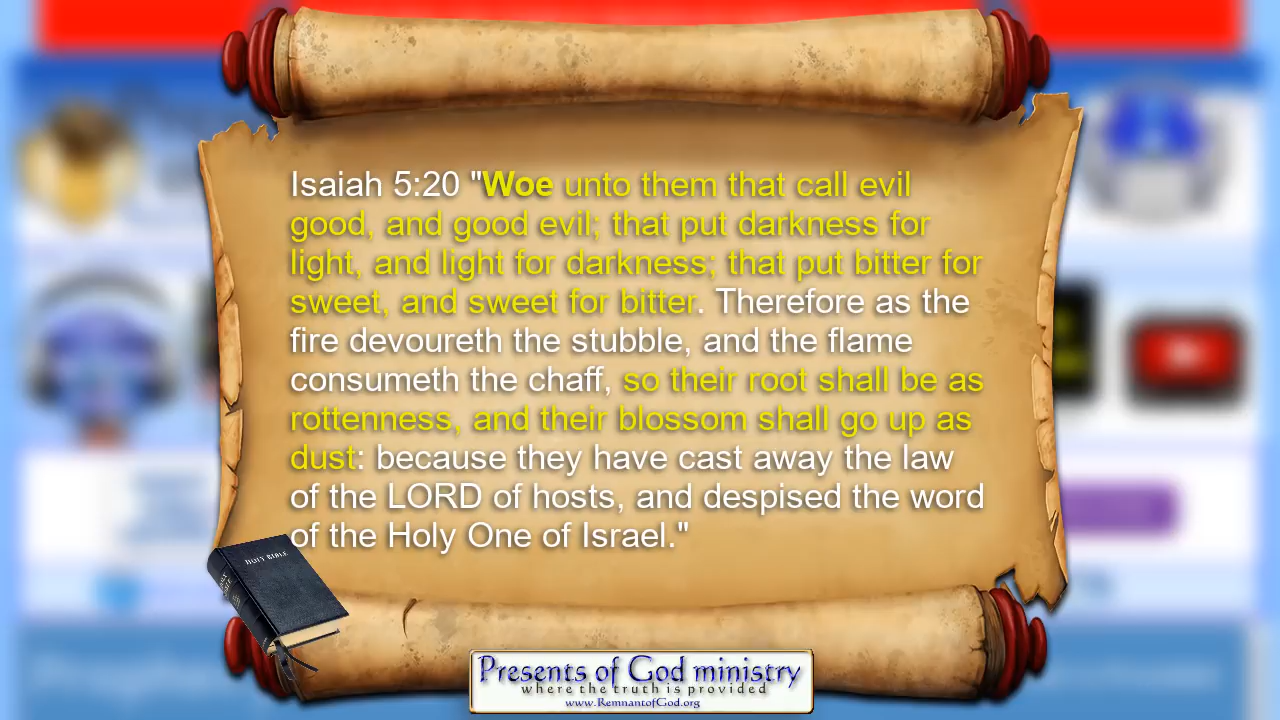 Isaiah 5:20 "Woe unto them that call evil
good, and good evil; that put darkness for
light, and light for darkness; that put bitter for
sweet, and sweet for bitter. Therefore as the
fire devoureth the stubble, and the flame
consumeth the chaff, so their root shall be as
rottenness, and their blossom shall go up as
dust: because they have cast away the law
of the LORD of hosts, and despised the word
of the Holy One of Israel."
HOLY BIBLE
Presents of God ministry
where the truth is provided
www.RemnantofGod.org